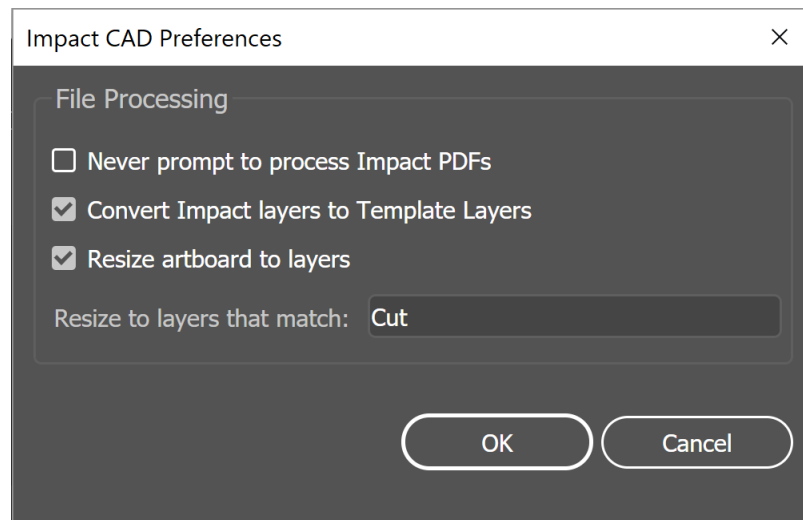 Impact CAD Preferences
File Processing
Never prompt to process Impact PDFs
Convert Impact layers to Template Layers
Resize artboard to layers
Resize to layers that match: Cut
OK Cancel